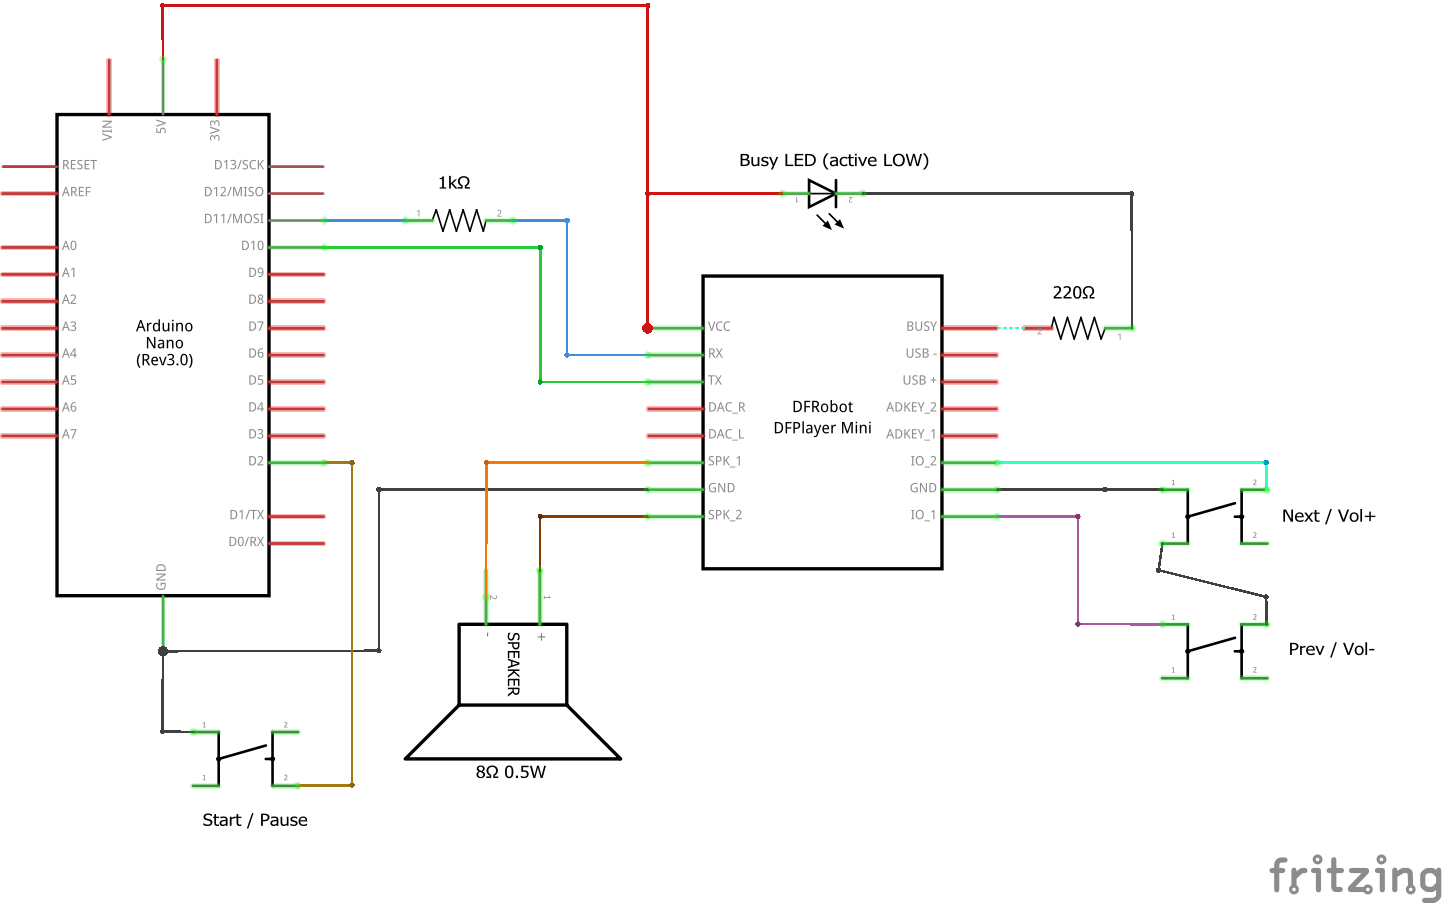 VIN
5V
3V3
RESET
AREF
A0
A1
A2
A3
A4
A5
A6
A7
D13/SCK
D12/MISO
D11/MOSI
D10
D9
D8
D7
D6
D5
D4
D3
D2
D1/TX
D0/RX
GND
Arduino
Nano
(Rev3.0)
1kΩ
1
2
Busy LED (active LOW)
1
2
220Ω
2
1
VCC
RX
TX
DAC_R
DAC_L
SPK_1
GND
SPK_2
DFRobot
DFPlayer Mini
BUSY
USB -
USB +
ADKEY_2
ADKEY_1
IO_2
GND
IO_1
1
2
1
2
Next / Vol+
1
2
1
2
Prev / Vol-
2
1
-
+
SPEAKER
8Ω 0.5W
1
2
1
2
Start / Pause
fritzing